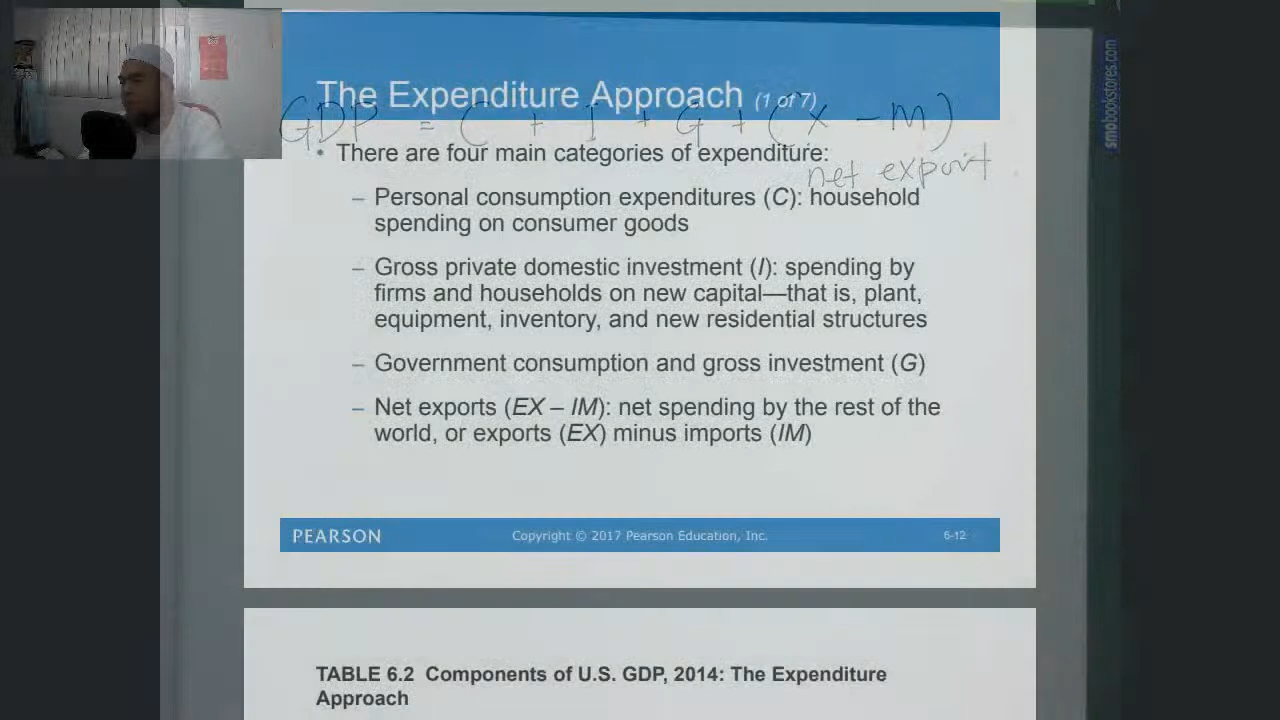 The Expenditure Approach (1 of 7)
GDP = C + I + G + (X - M)
net export
• There are four main categories of expenditure:
– Personal consumption expenditures (C): household
spending on consumer goods
– Gross private domestic investment (I): spending by
firms and households on new capital—that is, plant,
equipment, inventory, and new residential structures
– Government consumption and gross investment (G)
– Net exports (EX – IM): net spending by the rest of the
world, or exports (EX) minus imports (IM)
PEARSON
Copyright © 2017 Pearson Education, Inc.
6-12
TABLE 6.2 Components of U.S. GDP, 2014: The Expenditure
Approach
smobookstores.com